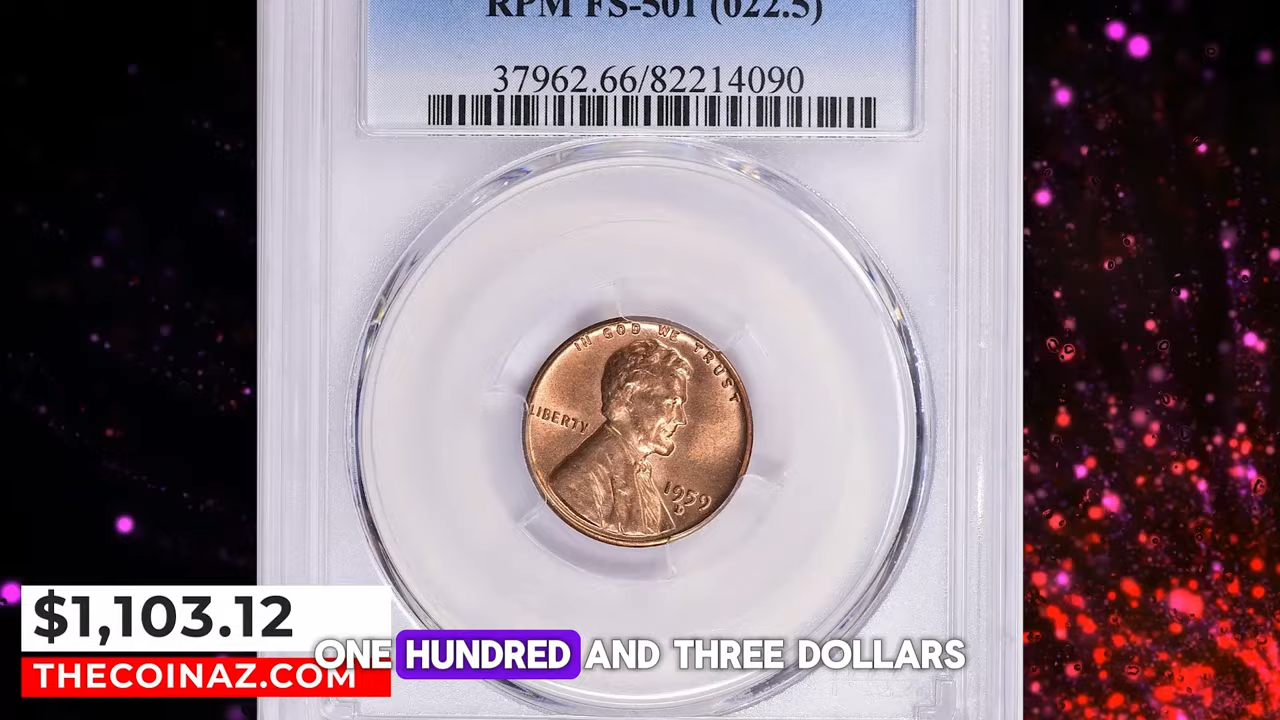 RPM FS-501 (022.5)
37962.66/82214090
IN GOD WE TRUST
LIBERTY
1959
D
$1,103.12
THECOINAZ.COM
ONE HUNDRED AND THREE DOLLARS